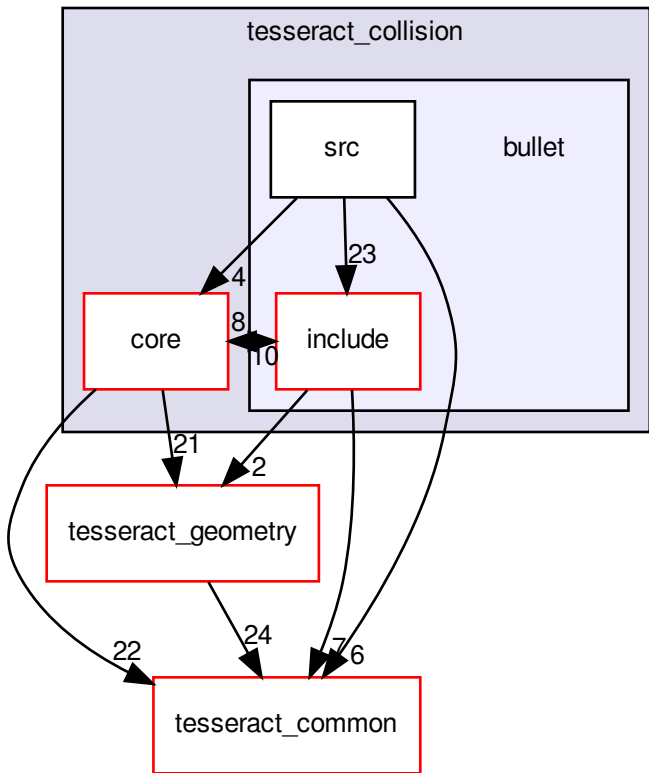 tesseract_collision
src
bullet
23
4
8
10
core
include
21
2
tesseract_geometry
24
7
6
22
tesseract_common